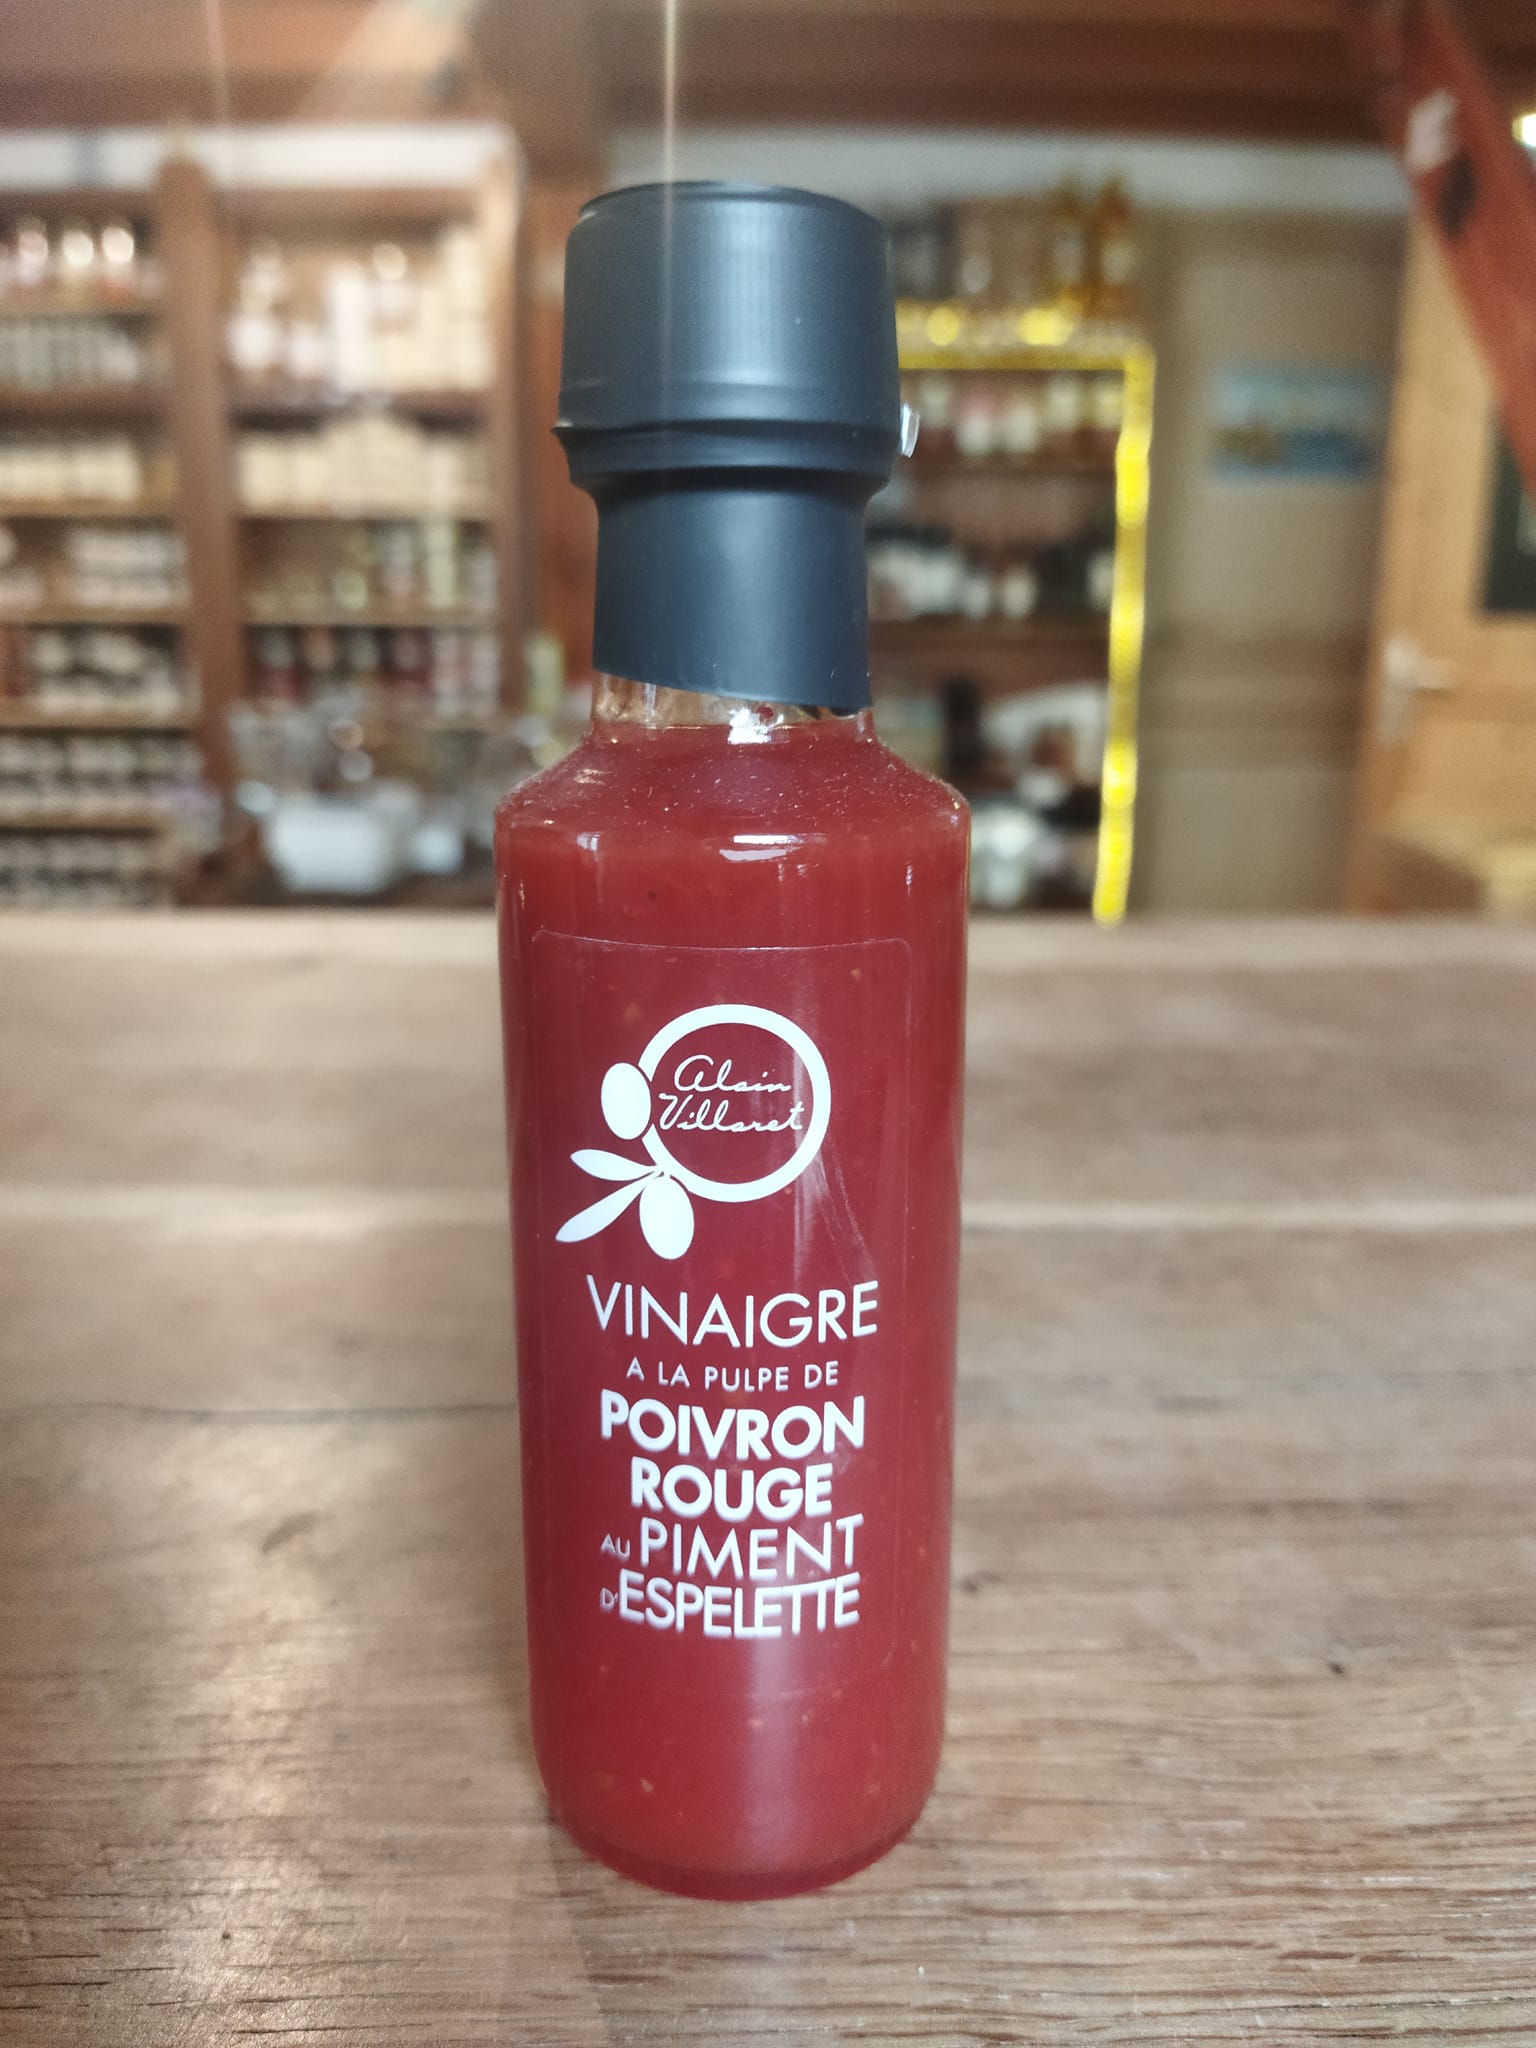 Alain
Villaret
VINAIGRE
A LA PULPE DE
POIVRON
ROUGE
AU PIMENT
D'ESPELETTE